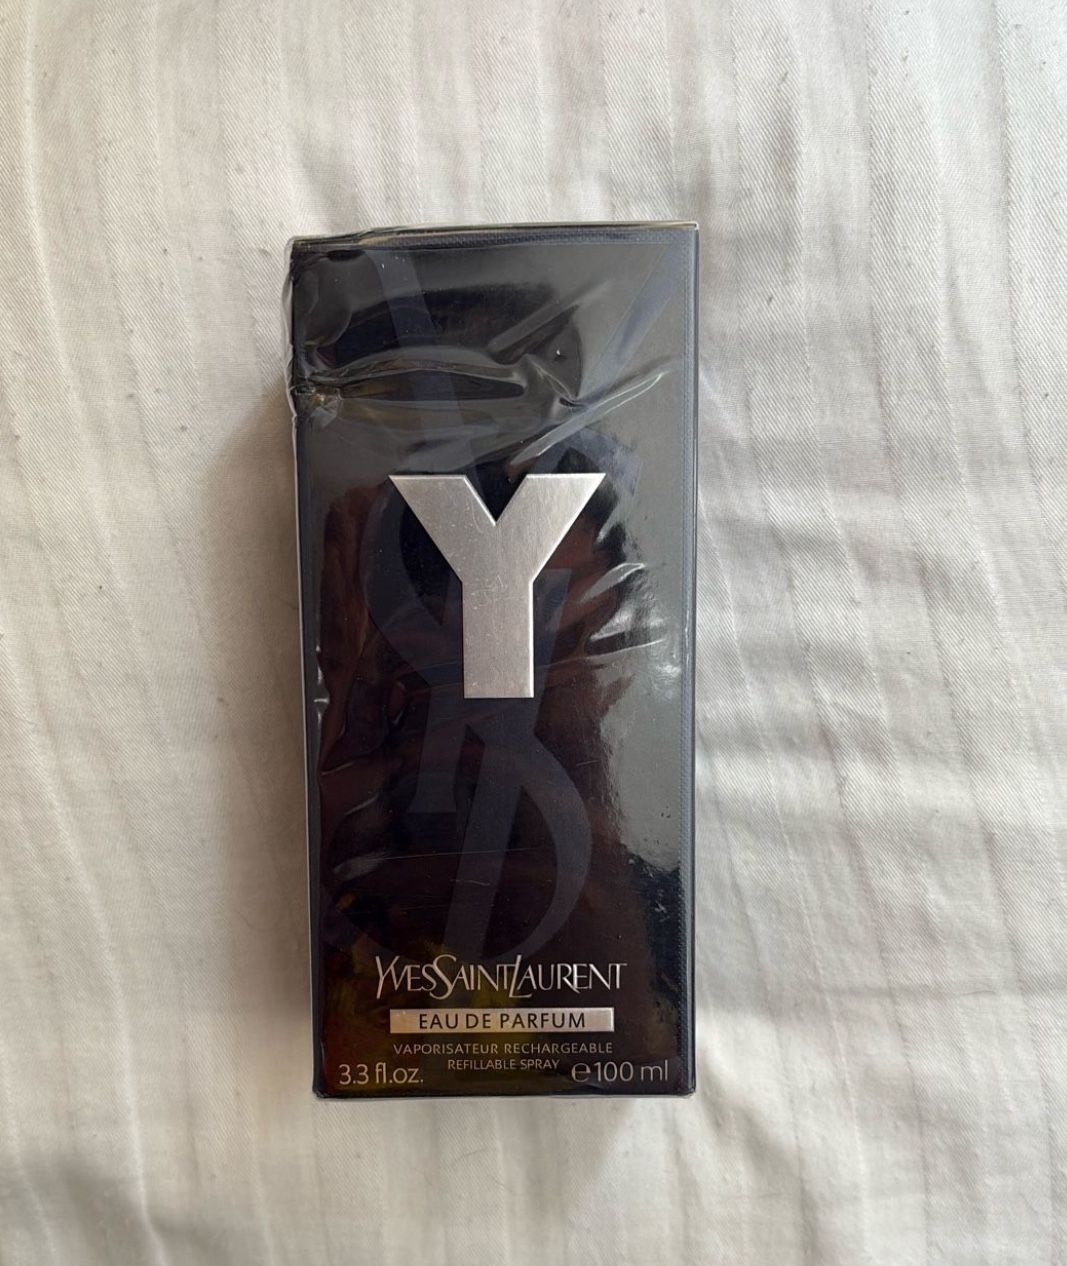 Y
YVESSAINTLAURENT
EAU DE PARFUM
VAPORISATEUR RECHARGEABLE
REFILLABLE SPRAY
3.3 fl.oz. ℮100 ml